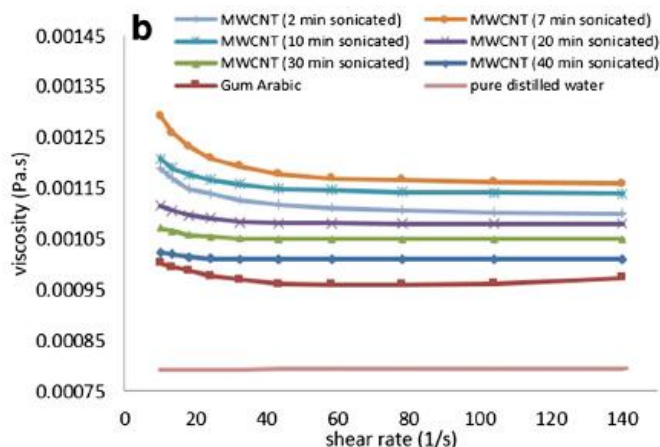 b
MWCNT (2 min sonicated) MWCNT (7 min sonicated)
MWCNT (10 min sonicated) MWCNT (20 min sonicated)
MWCNT (30 min sonicated) MWCNT (40 min sonicated)
Gum Arabic pure distilled water
viscosity (Pa.s)
0.00145
0.00135
0.00125
0.00115
0.00105
0.00095
0.00085
0.00075
0 20 40 60 80 100 120 140
shear rate (1/s)